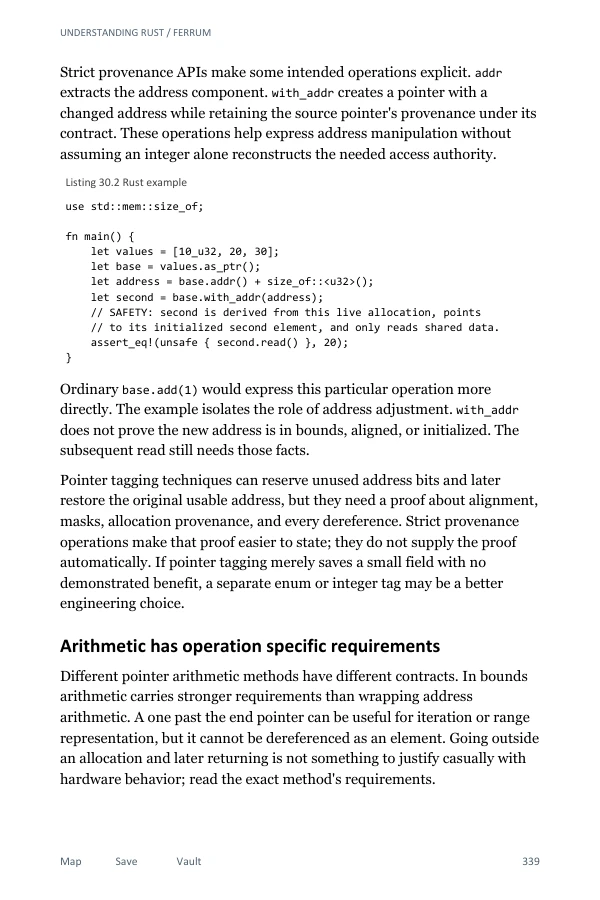 UNDERSTANDING RUST / FERRUM
Strict provenance APIs make some intended operations explicit. addr
extracts the address component. with_addr creates a pointer with a
changed address while retaining the source pointer's provenance under its
contract. These operations help express address manipulation without
assuming an integer alone reconstructs the needed access authority.
Listing 30.2 Rust example
use std::mem::size_of;
fn main() {
    let values = [10_u32, 20, 30];
    let base = values.as_ptr();
    let address = base.addr() + size_of::<u32>();
    let second = base.with_addr(address);
    // SAFETY: second is derived from this live allocation, points
    // to its initialized second element, and only reads shared data.
    assert_eq!(unsafe { second.read() }, 20);
}
Ordinary base.add(1) would express this particular operation more
directly. The example isolates the role of address adjustment. with_addr
does not prove the new address is in bounds, aligned, or initialized. The
subsequent read still needs those facts.
Pointer tagging techniques can reserve unused address bits and later
restore the original usable address, but they need a proof about alignment,
masks, allocation provenance, and every dereference. Strict provenance
operations make that proof easier to state; they do not supply the proof
automatically. If pointer tagging merely saves a small field with no
demonstrated benefit, a separate enum or integer tag may be a better
engineering choice.
Arithmetic has operation specific requirements
Different pointer arithmetic methods have different contracts. In bounds
arithmetic carries stronger requirements than wrapping address
arithmetic. A one past the end pointer can be useful for iteration or range
representation, but it cannot be dereferenced as an element. Going outside
an allocation and later returning is not something to justify casually with
hardware behavior; read the exact method's requirements.
Map Save Vault 339